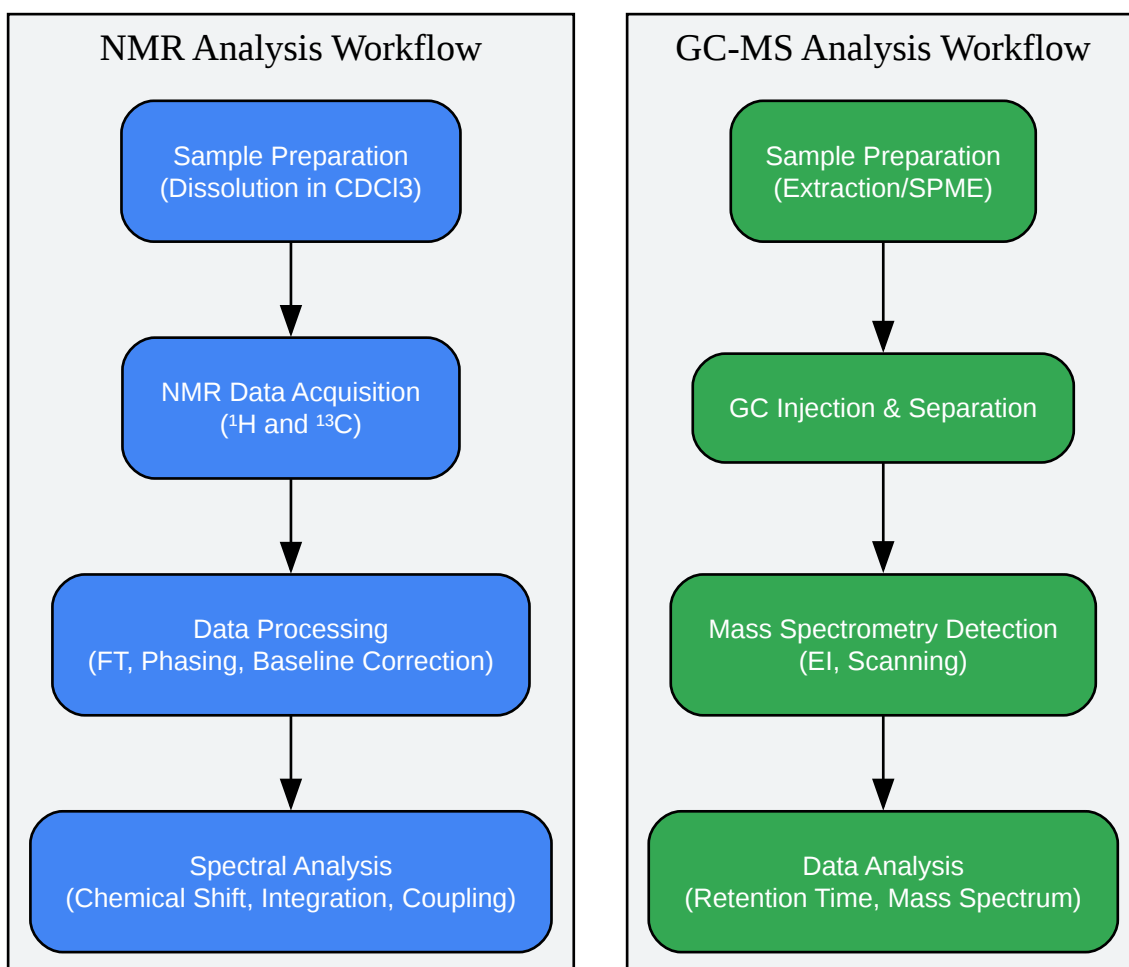 NMR Analysis Workflow
Sample Preparation
(Dissolution in CDCl3)
NMR Data Acquisition
(¹H and ¹³C)
Data Processing
(FT, Phasing, Baseline Correction)
Spectral Analysis
(Chemical Shift, Integration, Coupling)
GC-MS Analysis Workflow
Sample Preparation
(Extraction/SPME)
GC Injection & Separation
Mass Spectrometry Detection
(EI, Scanning)
Data Analysis
(Retention Time, Mass Spectrum)